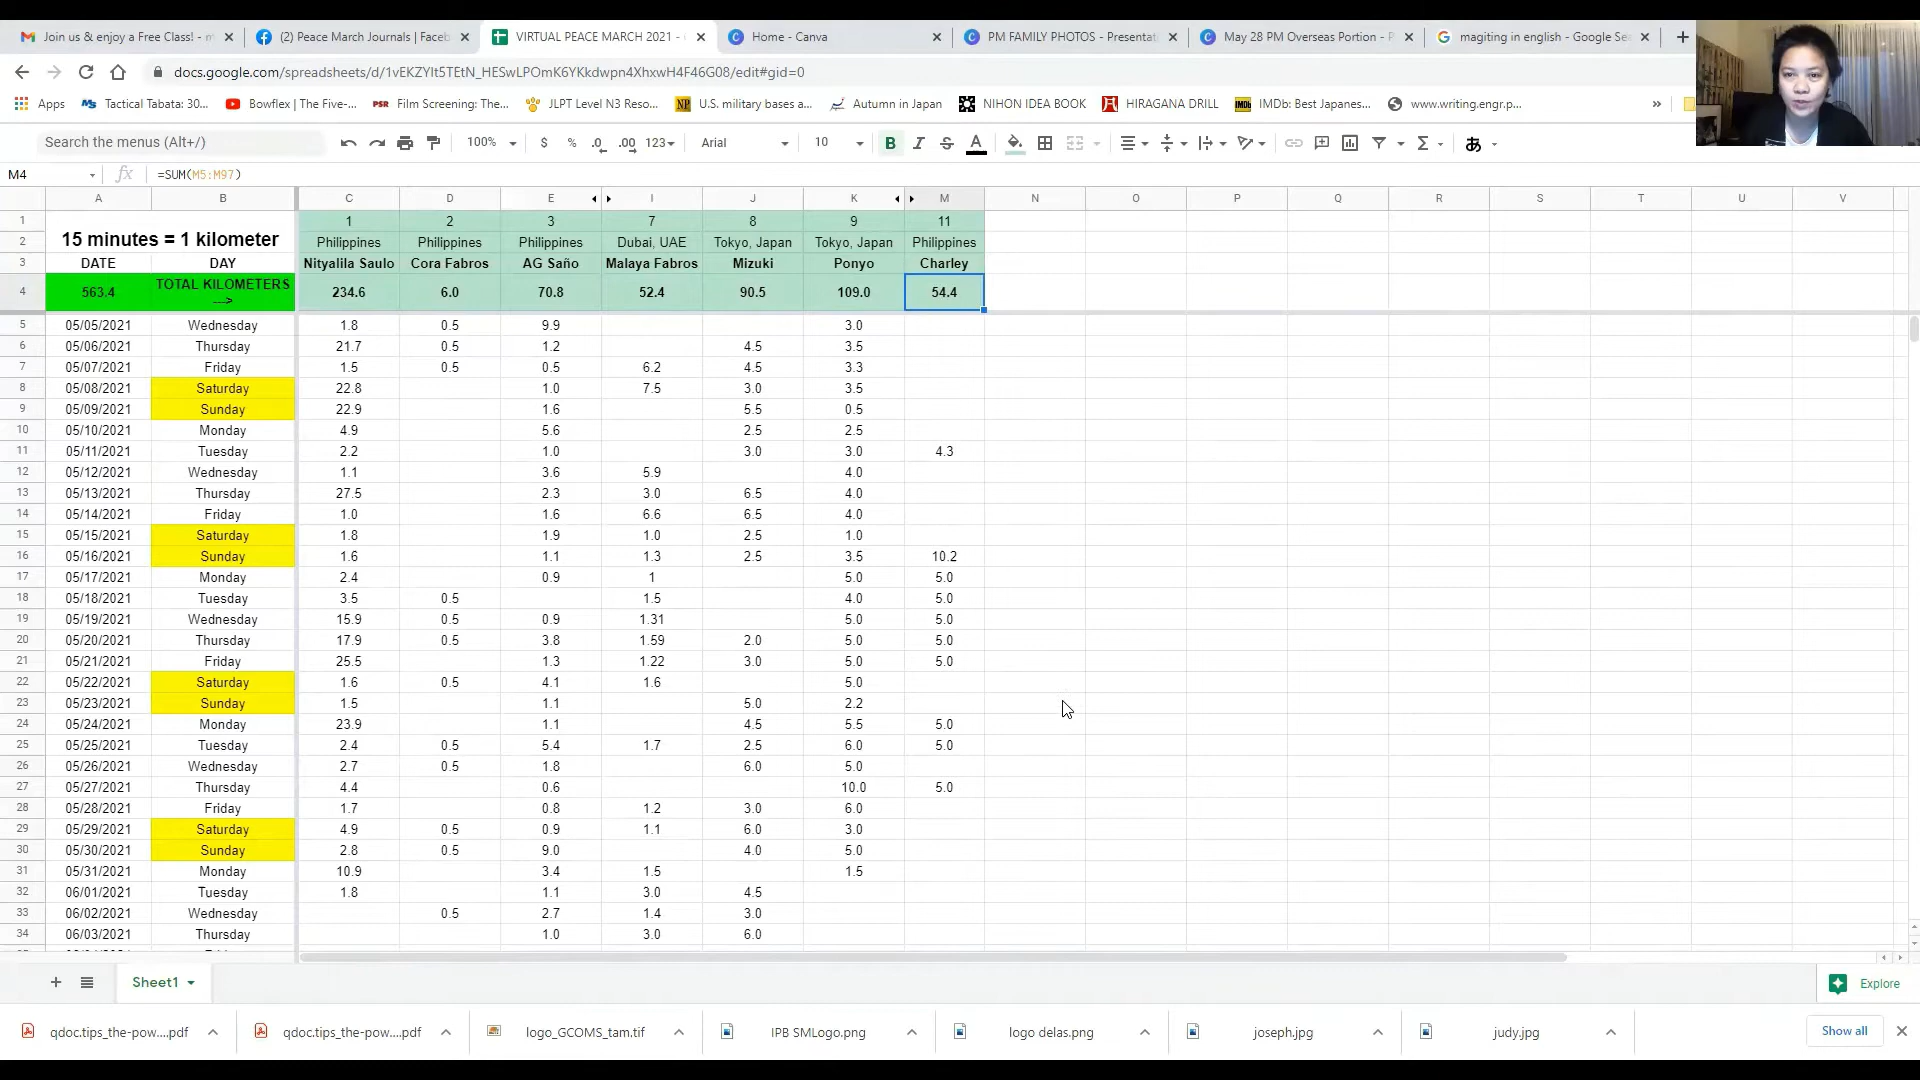 Join us & enjoy a Free Class! - m
(2) Peace March Journals | Faceb
VIRTUAL PEACE MARCH 2021 -
Home - Canva
PM FAMILY PHOTOS - Presentati
May 28 PM Overseas Portion - P
magiting in english - Google Sea
docs.google.com/spreadsheets/d/1vEKZYIt5TEtN_HESwLPOmK6YKkdwpn4XhxwH4F46G08/edit#gid=0
Apps
Tactical Tabata: 30...
Bowflex | The Five-...
PSR Film Screening: The...
JLPT Level N3 Reso...
NP U.S. military bases a...
Autumn in Japan
NIHON IDEA BOOK
HIRAGANA DRILL
IMDb IMDb: Best Japanes...
www.writing.engr.p...
»
Search the menus (Alt+/)
100% $ % .0 .00 123 Arial 10 B I S A Σ あ
M4 fx =SUM(M5:M97)
A B C D E I J K M N O P Q R S T U V
1 15 minutes = 1 kilometer 1 2 3 7 8 9 11
2 Philippines Philippines Philippines Dubai, UAE Tokyo, Japan Tokyo, Japan Philippines
3 DATE DAY Nityalila Saulo Cora Fabros AG Saño Malaya Fabros Mizuki Ponyo Charley
4 563.4 TOTAL KILOMETERS ---> 234.6 6.0 70.8 52.4 90.5 109.0 54.4
5 05/05/2021 Wednesday 1.8 0.5 9.9 3.0
6 05/06/2021 Thursday 21.7 0.5 1.2 4.5 3.5
7 05/07/2021 Friday 1.5 0.5 0.5 6.2 4.5 3.3
8 05/08/2021 Saturday 22.8 1.0 7.5 3.0 3.5
9 05/09/2021 Sunday 22.9 1.6 5.5 0.5
10 05/10/2021 Monday 4.9 5.6 2.5 2.5
11 05/11/2021 Tuesday 2.2 1.0 3.0 3.0 4.3
12 05/12/2021 Wednesday 1.1 3.6 5.9 4.0
13 05/13/2021 Thursday 27.5 2.3 3.0 6.5 4.0
14 05/14/2021 Friday 1.0 1.6 6.6 6.5 4.0
15 05/15/2021 Saturday 1.8 1.9 1.0 2.5 1.0
16 05/16/2021 Sunday 1.6 1.1 1.3 2.5 3.5 10.2
17 05/17/2021 Monday 2.4 0.9 1 5.0 5.0
18 05/18/2021 Tuesday 3.5 0.5 1.5 4.0 5.0
19 05/19/2021 Wednesday 15.9 0.5 0.9 1.31 5.0 5.0
20 05/20/2021 Thursday 17.9 0.5 3.8 1.59 2.0 5.0 5.0
21 05/21/2021 Friday 25.5 1.3 1.22 3.0 5.0 5.0
22 05/22/2021 Saturday 1.6 0.5 4.1 1.6 5.0
23 05/23/2021 Sunday 1.5 1.1 5.0 2.2
24 05/24/2021 Monday 23.9 1.1 4.5 5.5 5.0
25 05/25/2021 Tuesday 2.4 0.5 5.4 1.7 2.5 6.0 5.0
26 05/26/2021 Wednesday 2.7 0.5 1.8 6.0 5.0
27 05/27/2021 Thursday 4.4 0.6 10.0 5.0
28 05/28/2021 Friday 1.7 0.8 1.2 3.0 6.0
29 05/29/2021 Saturday 4.9 0.5 0.9 1.1 6.0 3.0
30 05/30/2021 Sunday 2.8 0.5 9.0 4.0 5.0
31 05/31/2021 Monday 10.9 3.4 1.5 1.5
32 06/01/2021 Tuesday 1.8 1.1 3.0 4.5
33 06/02/2021 Wednesday 0.5 2.7 1.4 3.0
34 06/03/2021 Thursday 1.0 3.0 6.0
Sheet1
Explore
qdoc.tips_the-pow....pdf
qdoc.tips_the-pow....pdf
logo_GCOMS_tam.tif
IPB SMLogo.png
logo delas.png
joseph.jpg
judy.jpg
Show all